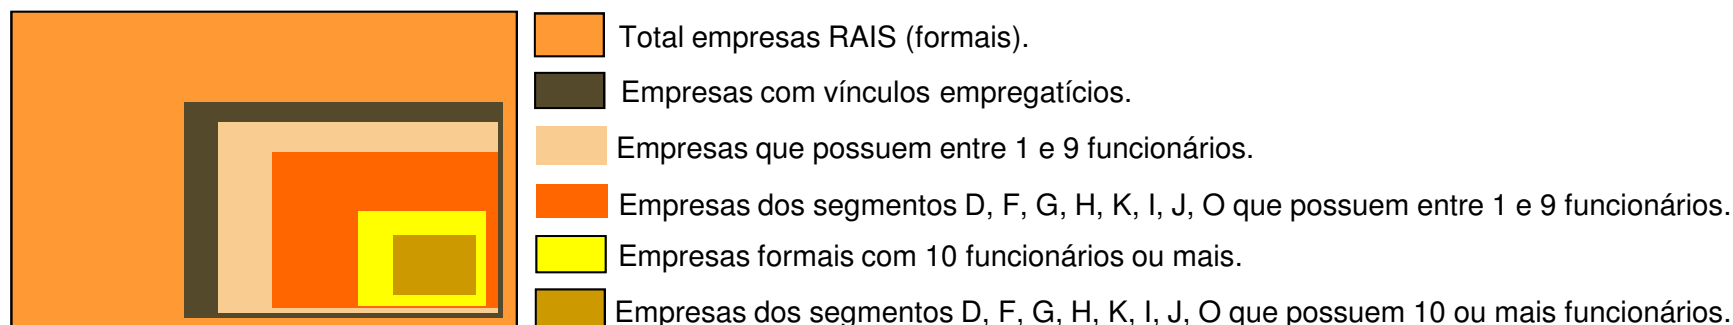 Total empresas RAIS (formais).
Empresas com vínculos empregatícios.
Empresas que possuem entre 1 e 9 funcionários.
Empresas dos segmentos D, F, G, H, K, I, J, O que possuem entre 1 e 9 funcionários.
Empresas formais com 10 funcionários ou mais.
Empresas dos segmentos D, F, G, H, K, I, J, O que possuem 10 ou mais funcionários.